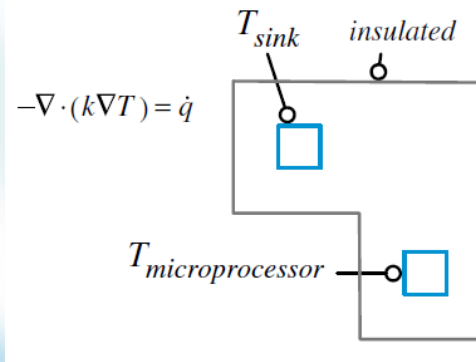 T_sink
insulated
−∇·(k∇T) = q̇
T_microprocessor